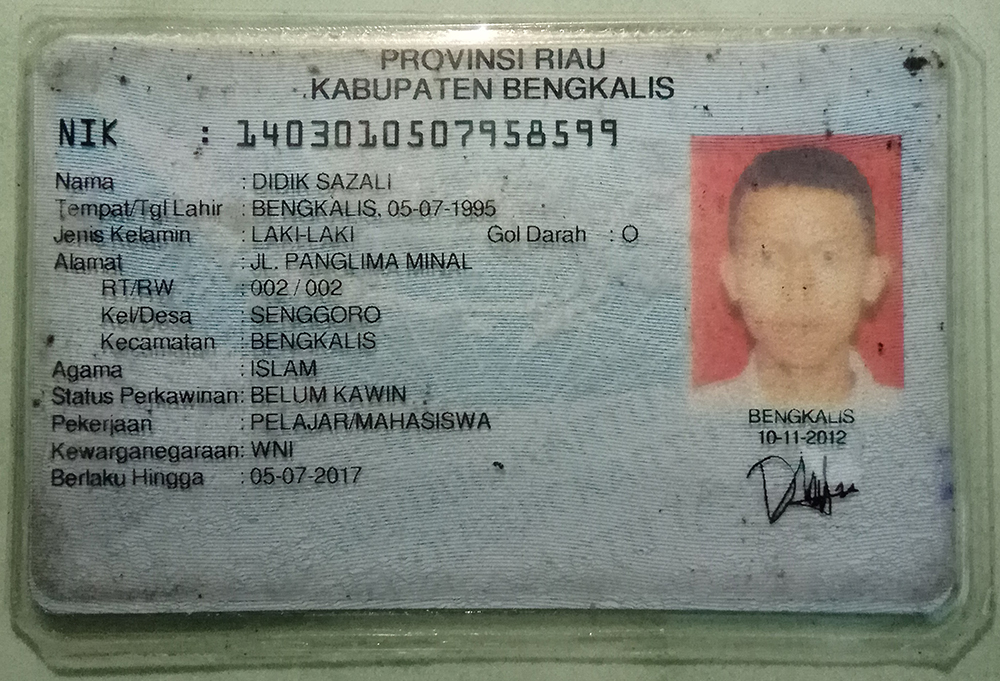 PROVINSI RIAU
KABUPATEN BENGKALIS
NIK : 1403010507958599
Nama : DIDIK SAZALI
Tempat/Tgl Lahir : BENGKALIS, 05-07-1995
Jenis Kelamin : LAKI-LAKI Gol Darah : O
Alamat : JL. PANGLIMA MINAL
RT/RW : 002 / 002
Kel/Desa : SENGGORO
Kecamatan : BENGKALIS
Agama : ISLAM
Status Perkawinan: BELUM KAWIN
Pekerjaan : PELAJAR/MAHASISWA
Kewarganegaraan: WNI
Berlaku Hingga : 05-07-2017
BENGKALIS
10-11-2012